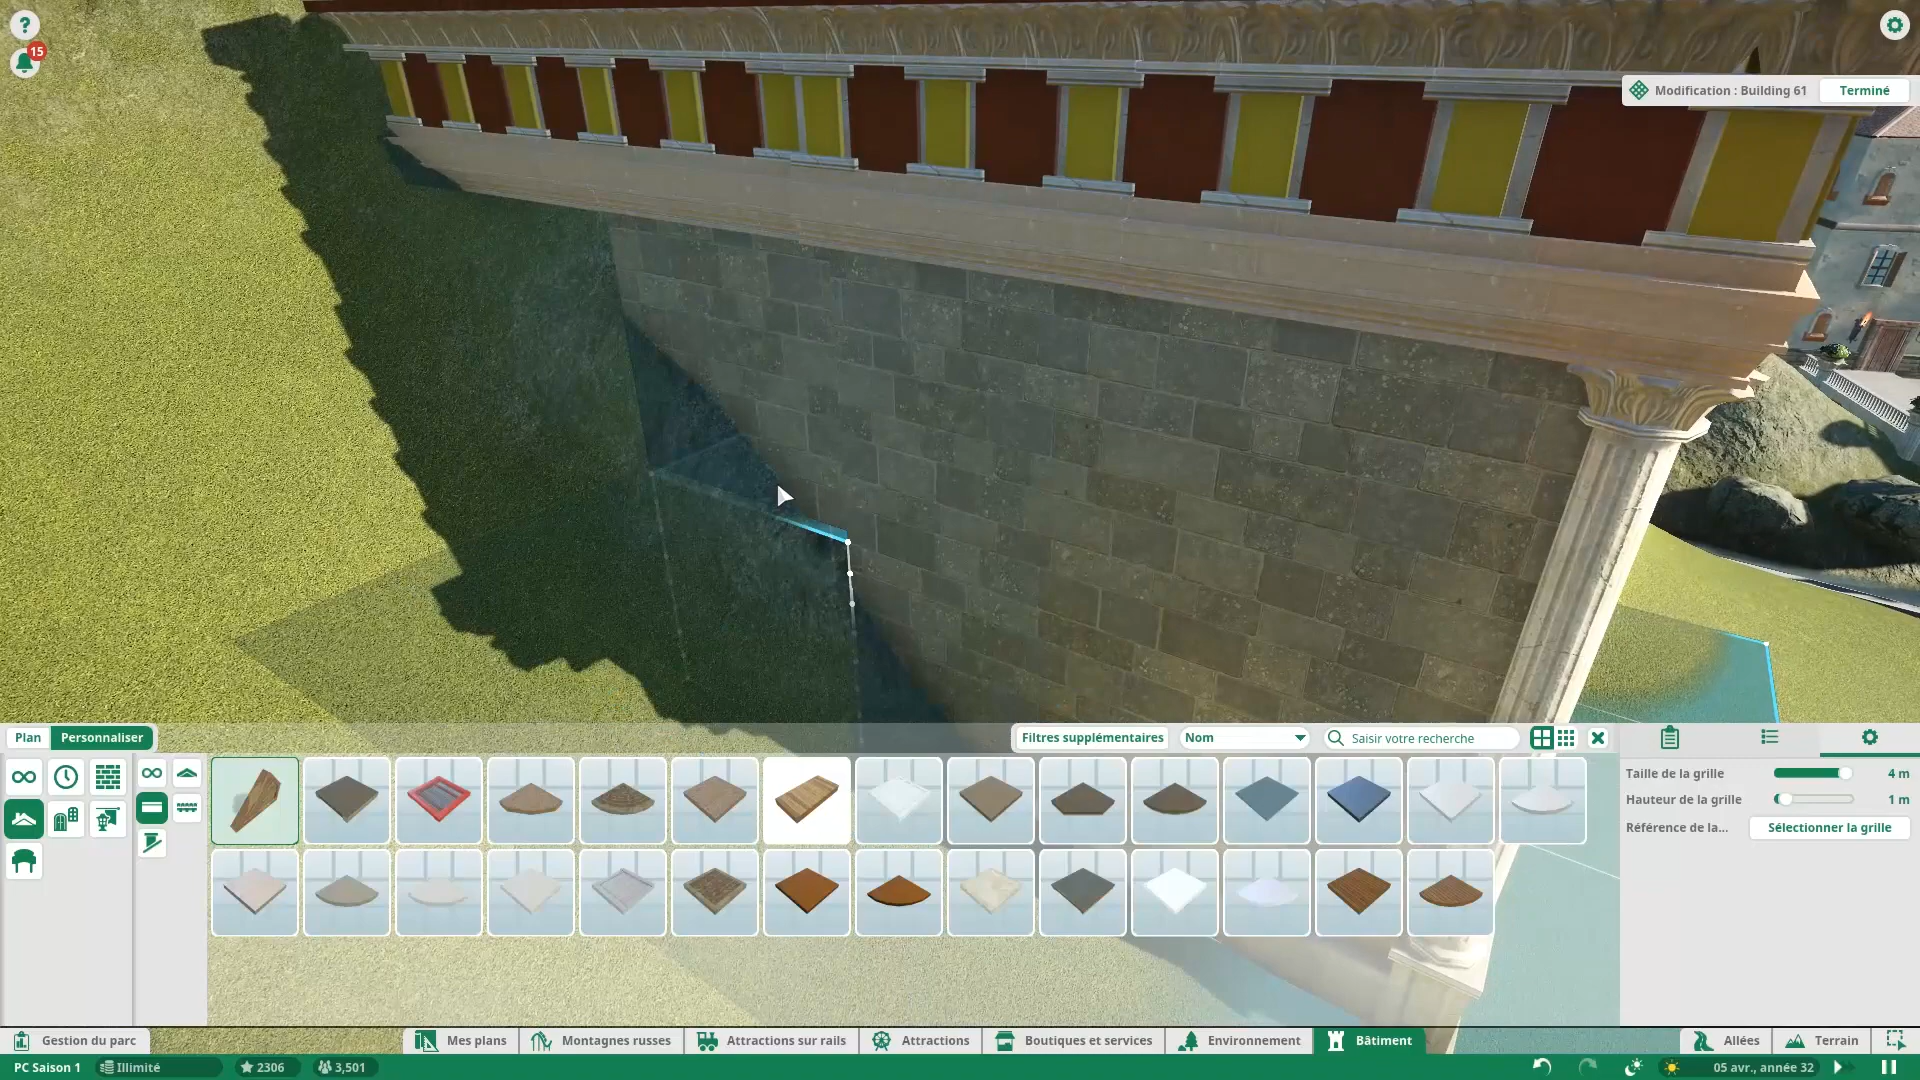 ?
15
Modification : Building 61
Terminé
Plan
Personnaliser
Filtres supplémentaires
Nom
Saisir votre recherche
Taille de la grille
4 m
Hauteur de la grille
1 m
Référence de la...
Sélectionner la grille
Gestion du parc
Mes plans
Montagnes russes
Attractions sur rails
Attractions
Boutiques et services
Environnement
Bâtiment
Allées
Terrain
PC Saison 1
Illimité
2306
3,501
05 avr., année 32